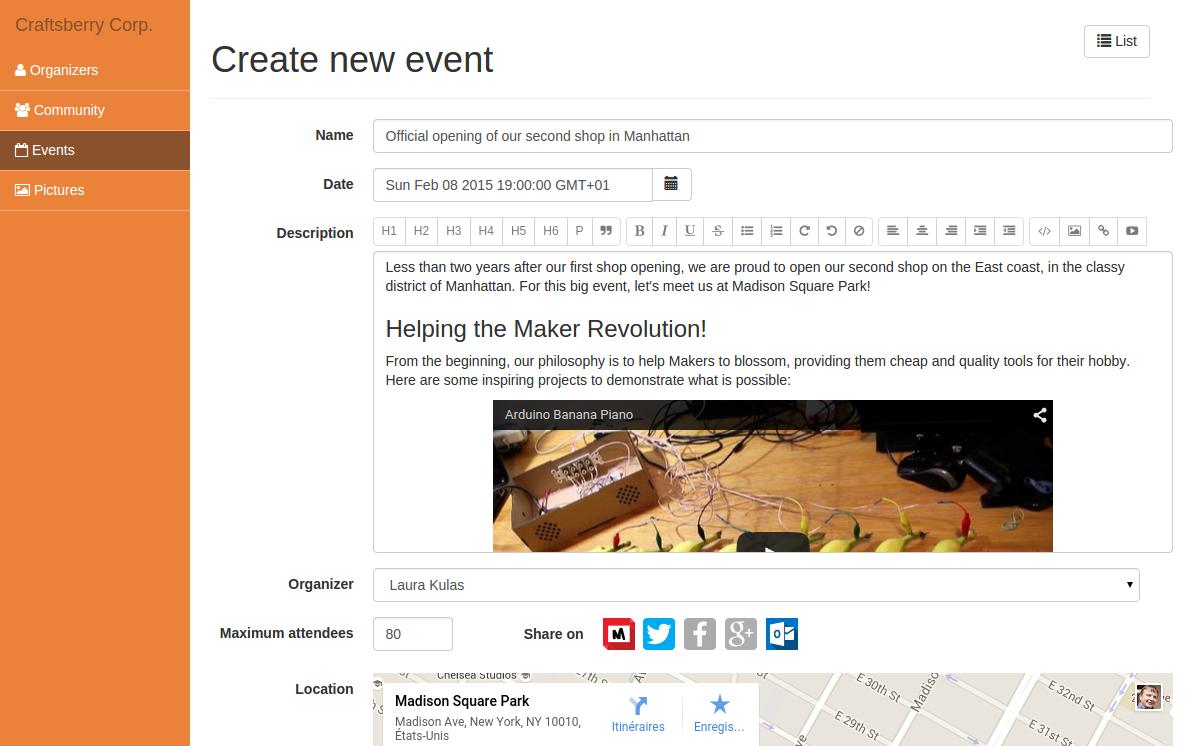 Craftsberry Corp.
Organizers
Community
Events
Pictures
List
Create new event
Name
Official opening of our second shop in Manhattan
Date
Sun Feb 08 2015 19:00:00 GMT+01
Description
H1 H2 H3 H4 H5 H6 P B I U S
Less than two years after our first shop opening, we are proud to open our second shop on the East coast, in the classy
district of Manhattan. For this big event, let's meet us at Madison Square Park!
Helping the Maker Revolution!
From the beginning, our philosophy is to help Makers to blossom, providing them cheap and quality tools for their hobby.
Here are some inspiring projects to demonstrate what is possible:
Arduino Banana Piano
Organizer
Laura Kulas
Maximum attendees
80
Share on
Location
Chelsea Studios
Madison Square Park
Madison Ave, New York, NY 10010,
États-Unis
Itinéraires
Enregis...
E 30th St
E 29th St
Madison
E 32nd St
E 31st St